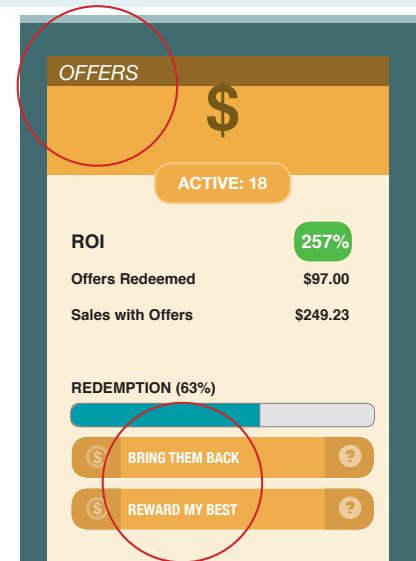 OFFERS
$
ACTIVE: 18
ROI 257%
Offers Redeemed $97.00
Sales with Offers $249.23
REDEMPTION (63%)
$ BRING THEM BACK ?
$ REWARD MY BEST ?